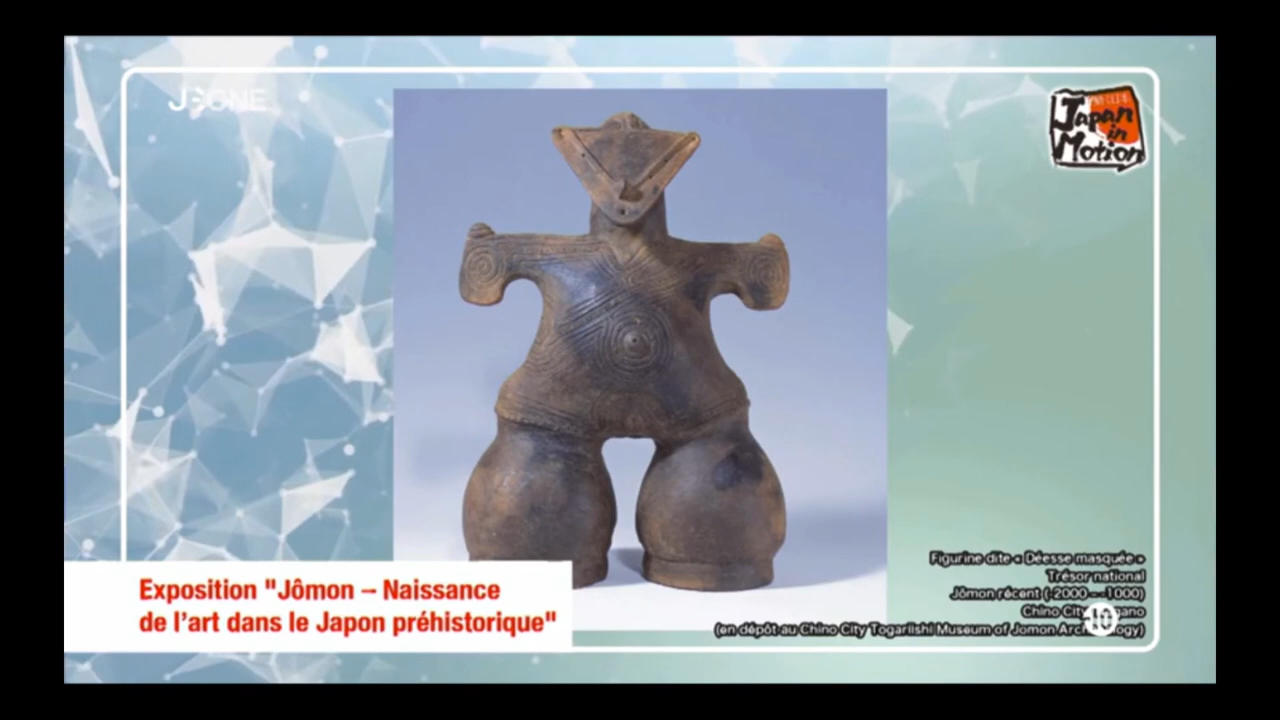 J-ONE
Japan
in
Motion
Exposition "Jômon – Naissance
de l'art dans le Japon préhistorique"
Figurine dite « Déesse masquée »
Trésor national
Jômon récent (-2000 – -1000)
Chino City
-10
(en dépôt au Chino City Togariishi Museum of Jomon